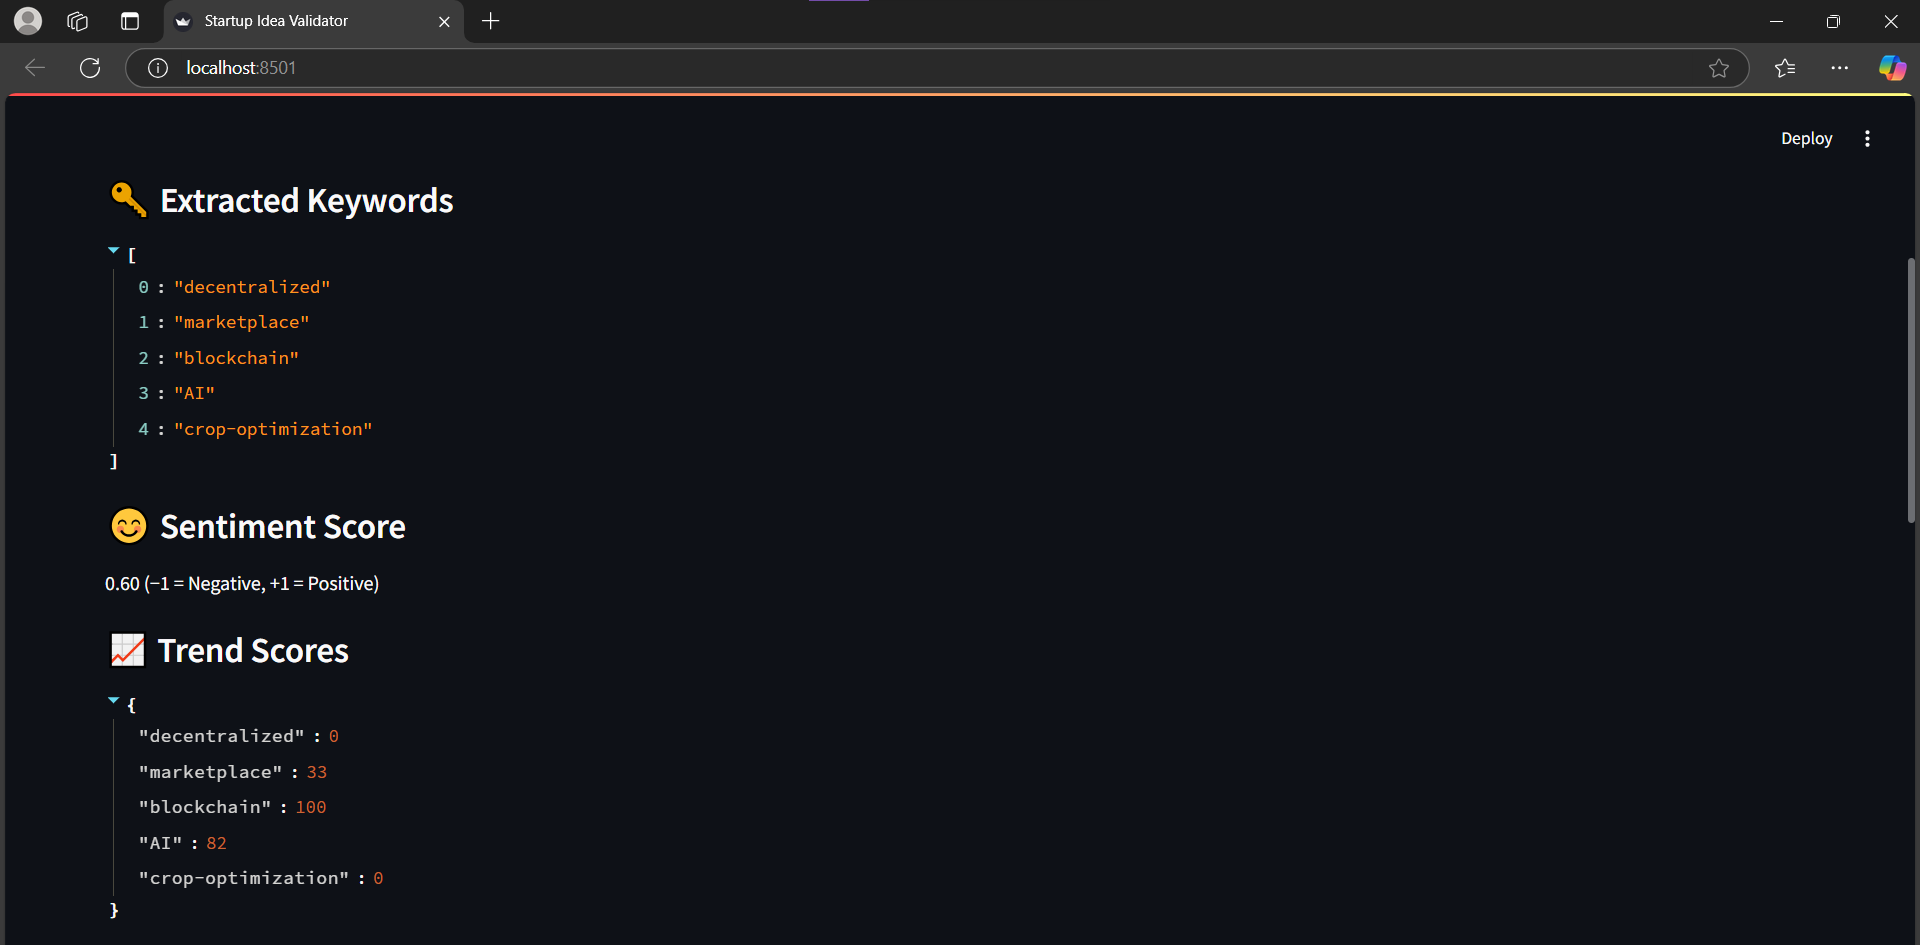 Startup Idea Validator
localhost:8501
Deploy
Extracted Keywords
[
0 : "decentralized"
1 : "marketplace"
2 : "blockchain"
3 : "AI"
4 : "crop-optimization"
]
Sentiment Score
0.60 (−1 = Negative, +1 = Positive)
Trend Scores
{
"decentralized" : 0
"marketplace" : 33
"blockchain" : 100
"AI" : 82
"crop-optimization" : 0
}